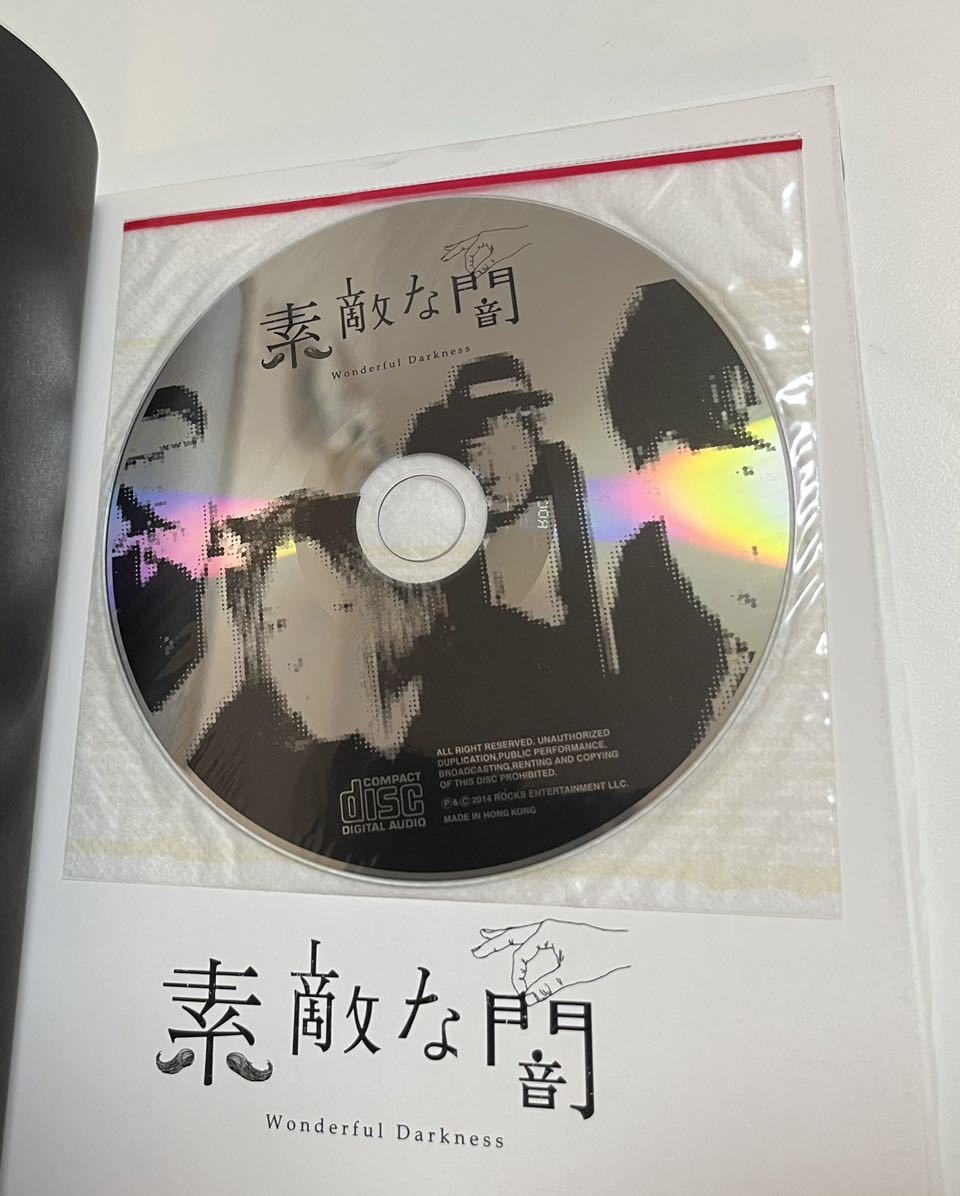 素敵な闇
Wonderful Darkness
COMPACT
disc
DIGITAL AUDIO
ALL RIGHT RESERVED. UNAUTHORIZED
DUPLICATION,PUBLIC PERFORMANCE,
BROADCASTING,RENTING AND COPYING
OF THIS DISC PROHIBITED.
Ⓟ&©2014 ROCKS ENTERTAINMENT LLC.
MADE IN HONG KONG
素敵な闇
Wonderful Darkness